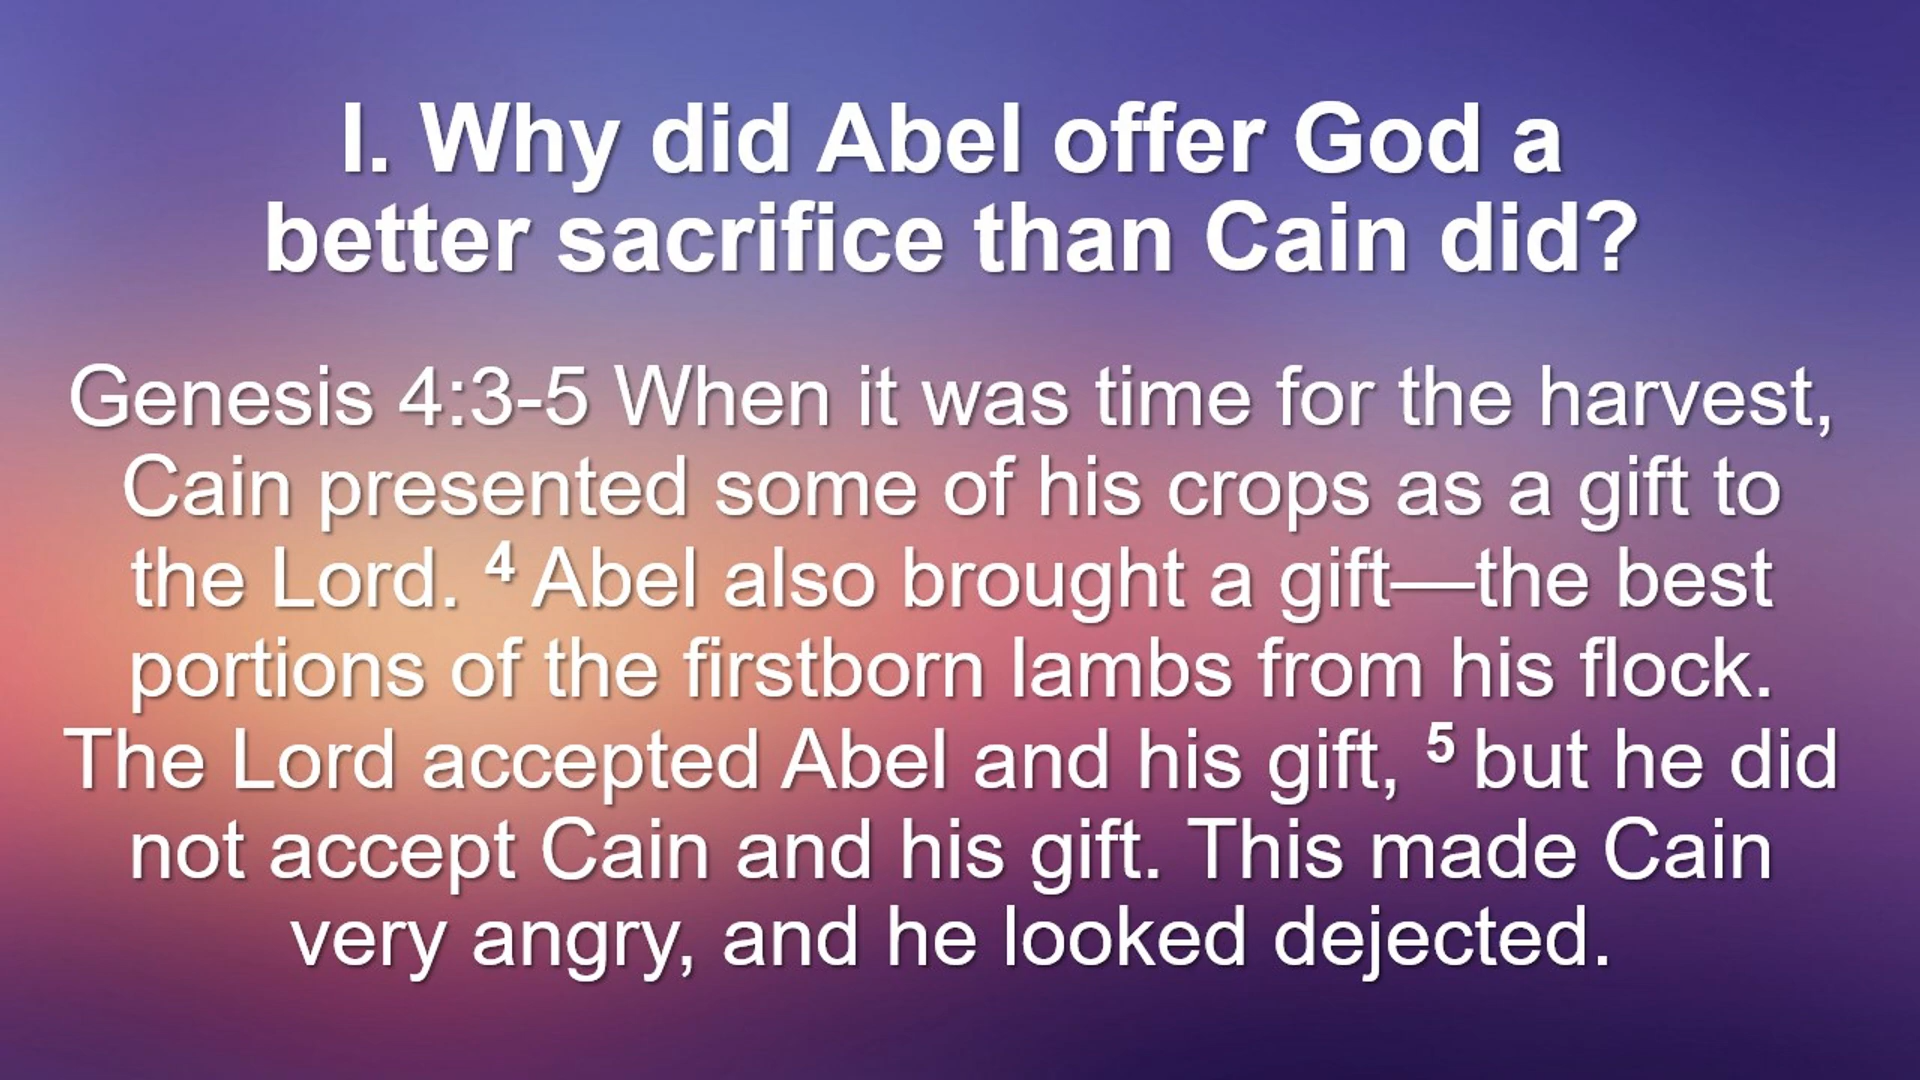 I. Why did Abel offer God a
better sacrifice than Cain did?
Genesis 4:3-5 When it was time for the harvest,
Cain presented some of his crops as a gift to
the Lord. 4 Abel also brought a gift—the best
portions of the firstborn lambs from his flock.
The Lord accepted Abel and his gift, 5 but he did
not accept Cain and his gift. This made Cain
very angry, and he looked dejected.